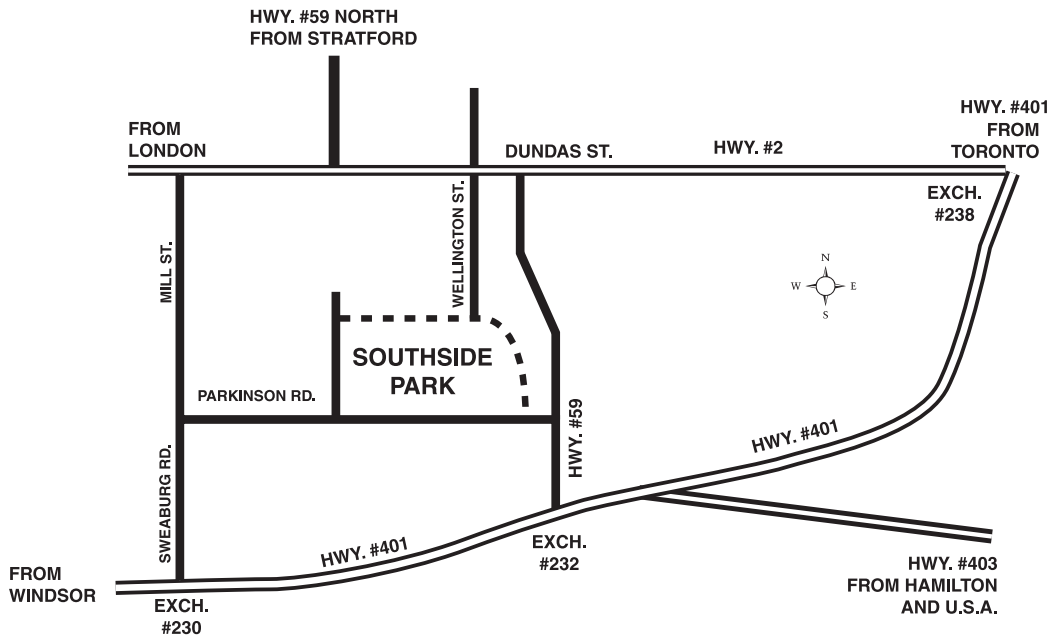 HWY. #59 NORTH
FROM STRATFORD
HWY. #401
FROM
TORONTO
FROM
LONDON
DUNDAS ST.
HWY. #2
EXCH.
#238
MILL ST.
WELLINGTON ST.
N
W
E
S
SOUTHSIDE
PARK
PARKINSON RD.
HWY. #59
HWY. #401
SWEABURG RD.
HWY. #401
EXCH.
#232
FROM
WINDSOR
HWY. #403
FROM HAMILTON
AND U.S.A.
EXCH.
#230